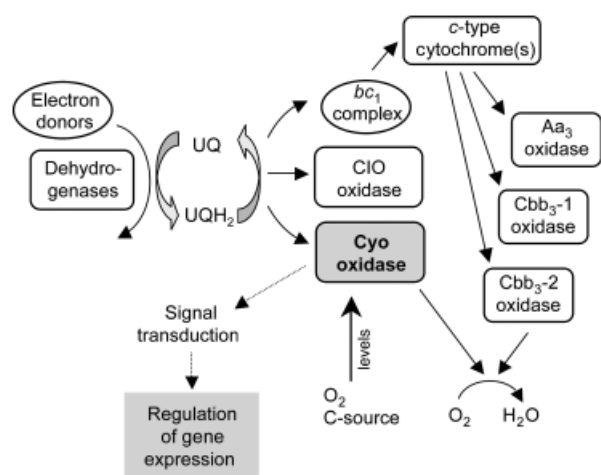 c-type
cytochrome(s)
bc₁
complex
Electron
donors
Aa₃
oxidase
UQ
Dehydro-
genases
CIO
oxidase
UQH₂
Cbb₃-1
oxidase
Cyo
oxidase
Cbb₃-2
oxidase
Signal
transduction
levels
O₂
C-source
O₂
H₂O
Regulation
of gene
expression